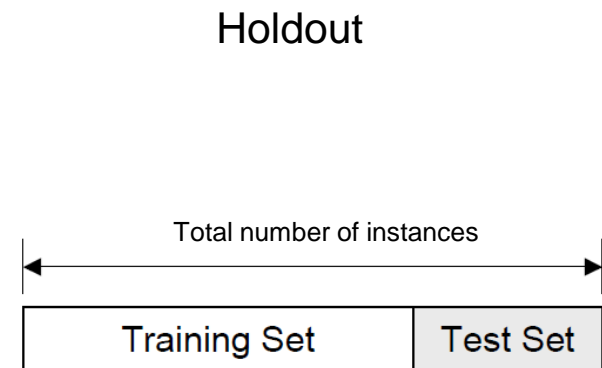 Holdout
Total number of instances
Training Set
Test Set